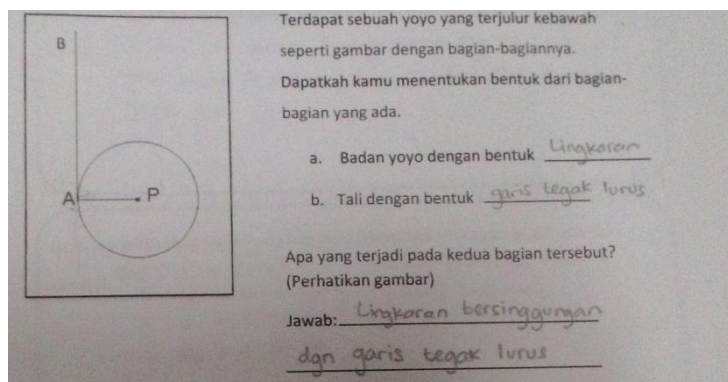 B
A
P
Terdapat sebuah yoyo yang terjulur kebawah
seperti gambar dengan bagian-bagiannya.
Dapatkah kamu menentukan bentuk dari bagian-
bagian yang ada.
a. Badan yoyo dengan bentuk Lingkaran
b. Tali dengan bentuk garis tegak lurus
Apa yang terjadi pada kedua bagian tersebut?
(Perhatikan gambar)
Jawab: Lingkaran bersinggungan
dgn garis tegak lurus